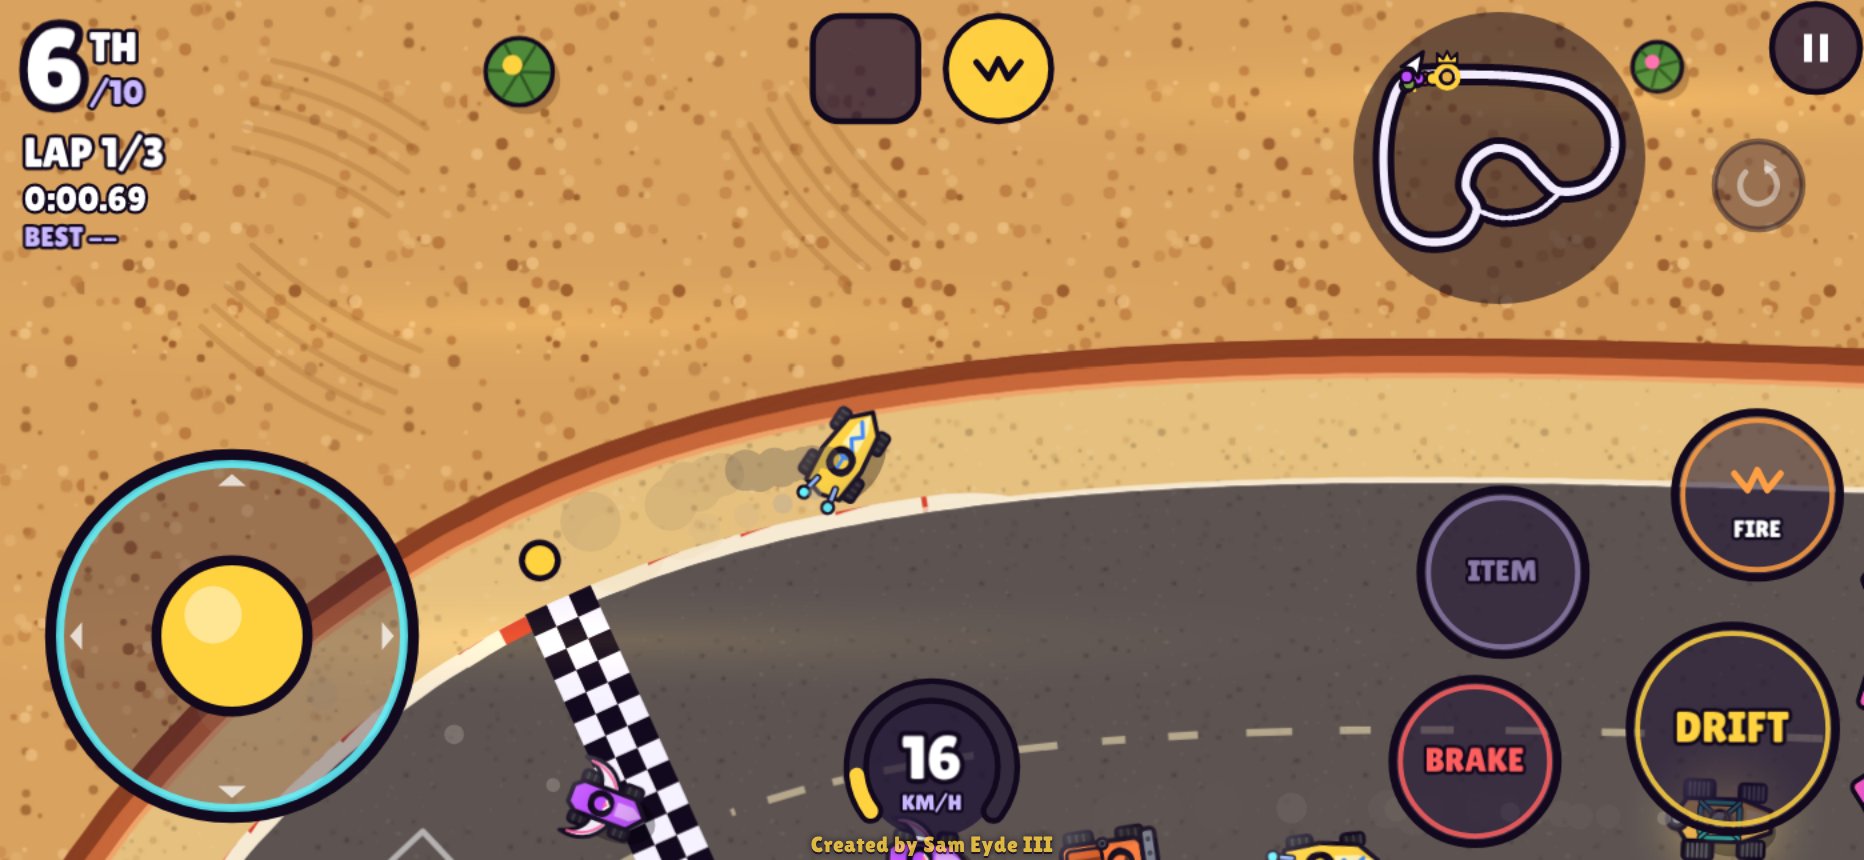 6TH
/10
LAP 1/3
0:00.69
BEST --
FIRE
ITEM
DRIFT
BRAKE
16
KM/H
Created by Sam Eyde III